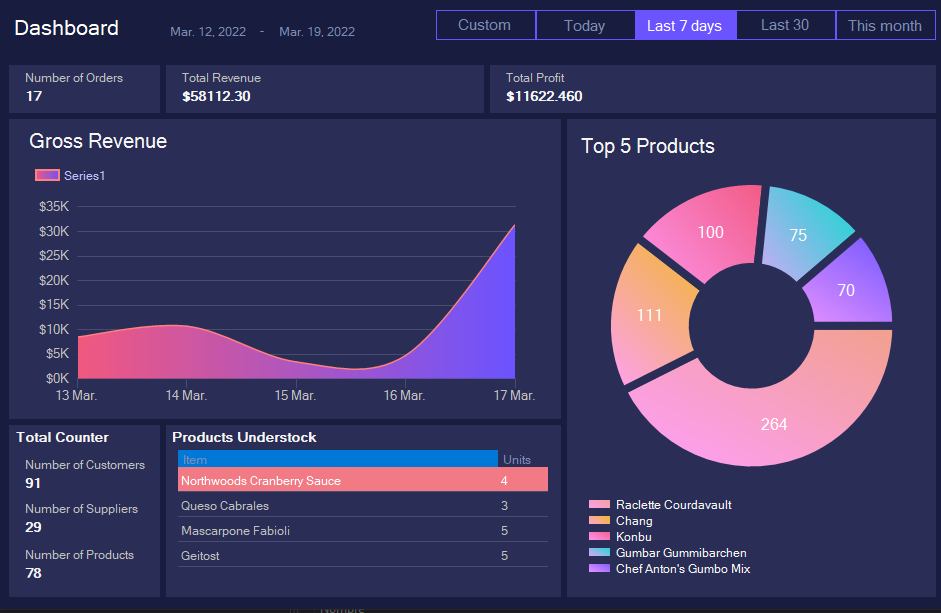 Dashboard
Mar. 12, 2022 - Mar. 19, 2022
Custom
Today
Last 7 days
Last 30
This month
Number of Orders
17
Total Revenue
$58112.30
Total Profit
$11622.460
Gross Revenue
Series1
$35K
$30K
$25K
$20K
$15K
$10K
$5K
$0K
13 Mar.
14 Mar.
15 Mar.
16 Mar.
17 Mar.
Top 5 Products
100
75
70
111
264
Raclette Courdavault
Chang
Konbu
Gumbar Gummibarchen
Chef Anton's Gumbo Mix
Total Counter
Number of Customers
91
Number of Suppliers
29
Number of Products
78
Products Understock
Item Units
Northwoods Cranberry Sauce 4
Queso Cabrales 3
Mascarpone Fabioli 5
Geitost 5